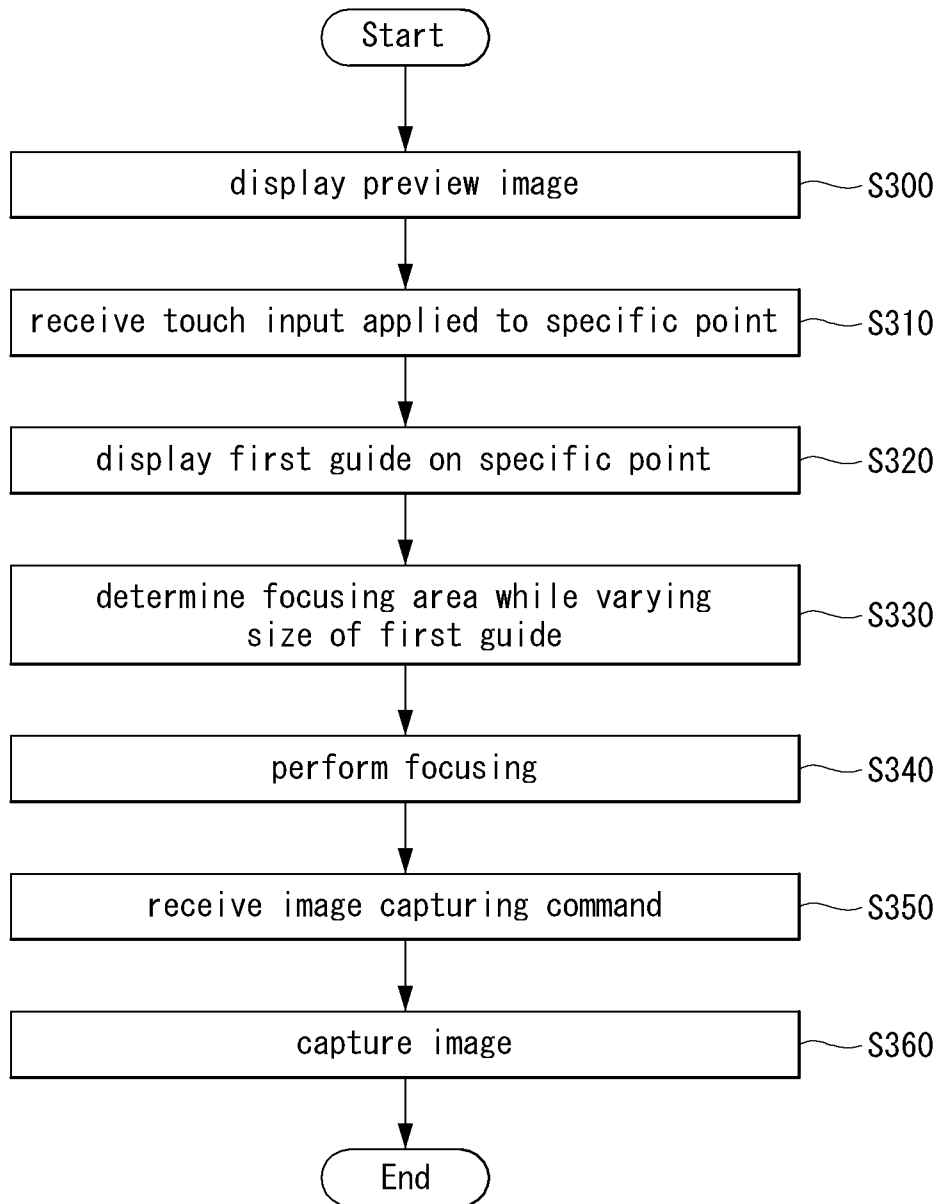 Start
display preview image
S300
receive touch input applied to specific point
S310
display first guide on specific point
S320
determine focusing area while varying
size of first guide
S330
perform focusing
S340
receive image capturing command
S350
capture image
S360
End